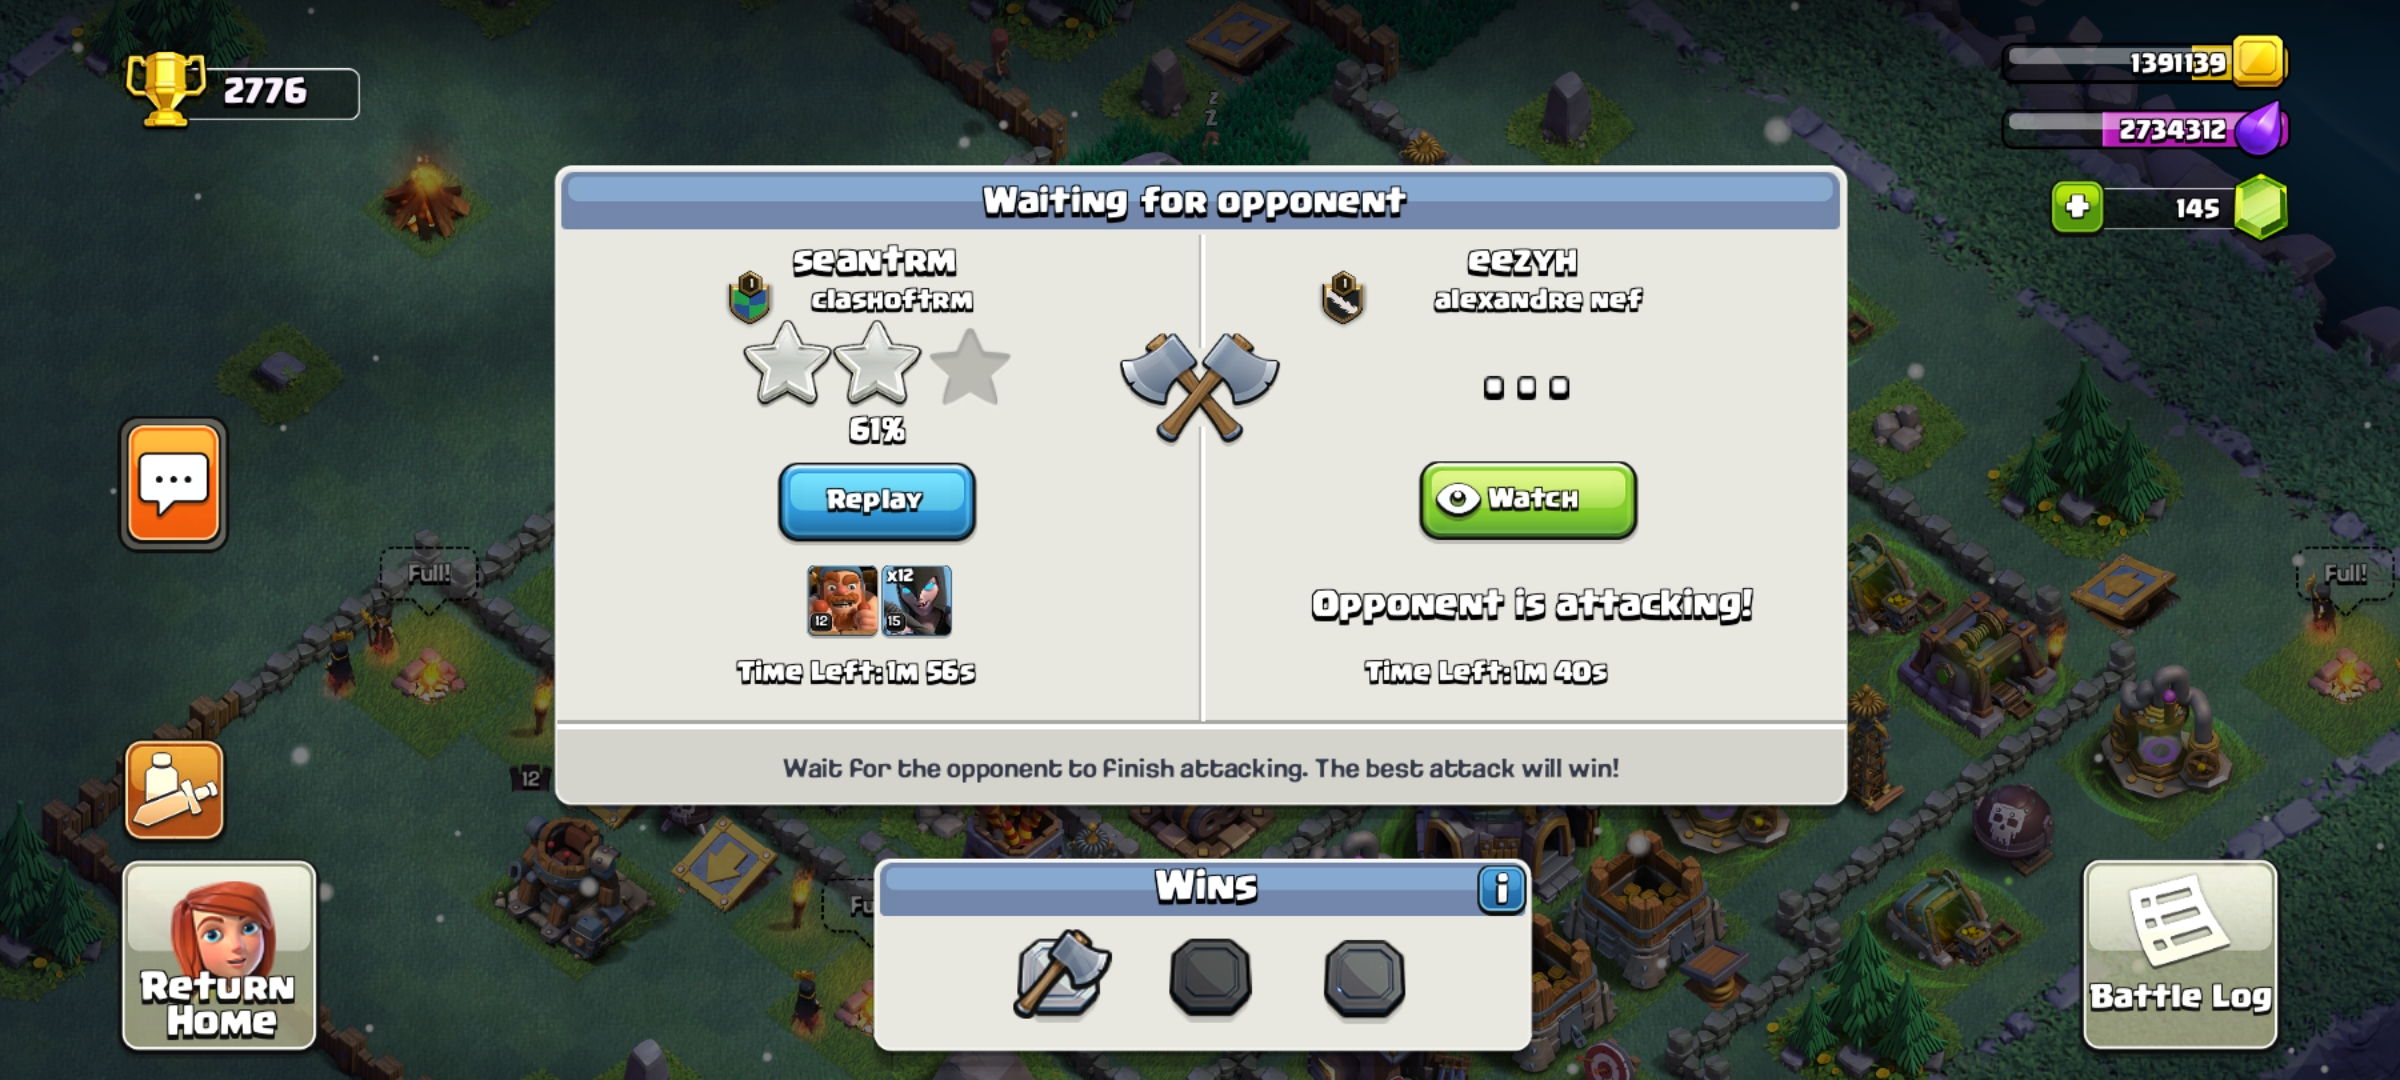 2776
1391139
2734312
145
Waiting for opponent
seantrm
clashoftrm
61%
Replay
x12
12
15
Time Left: 1m 56s
eezyh
alexandre nef
Watch
Opponent is attacking!
Time Left: 1m 40s
Wait for the opponent to finish attacking. The best attack will win!
Full!
Full!
12
z
z
Wins
i
Return
Home
Battle Log